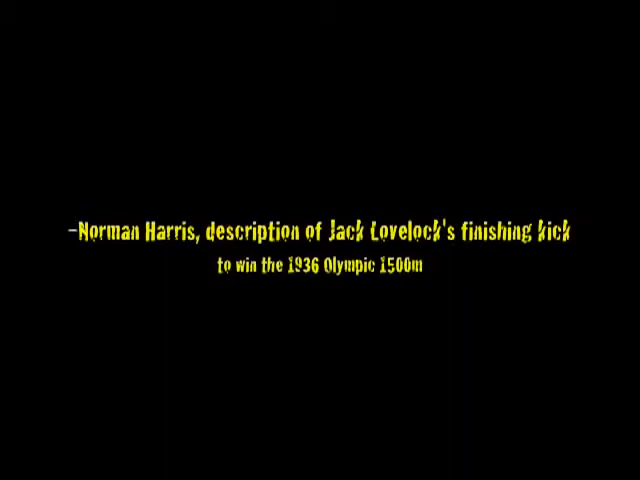 -Norman Harris, description of Jack Lovelock's finishing kick
to win the 1936 Olympic 1500m